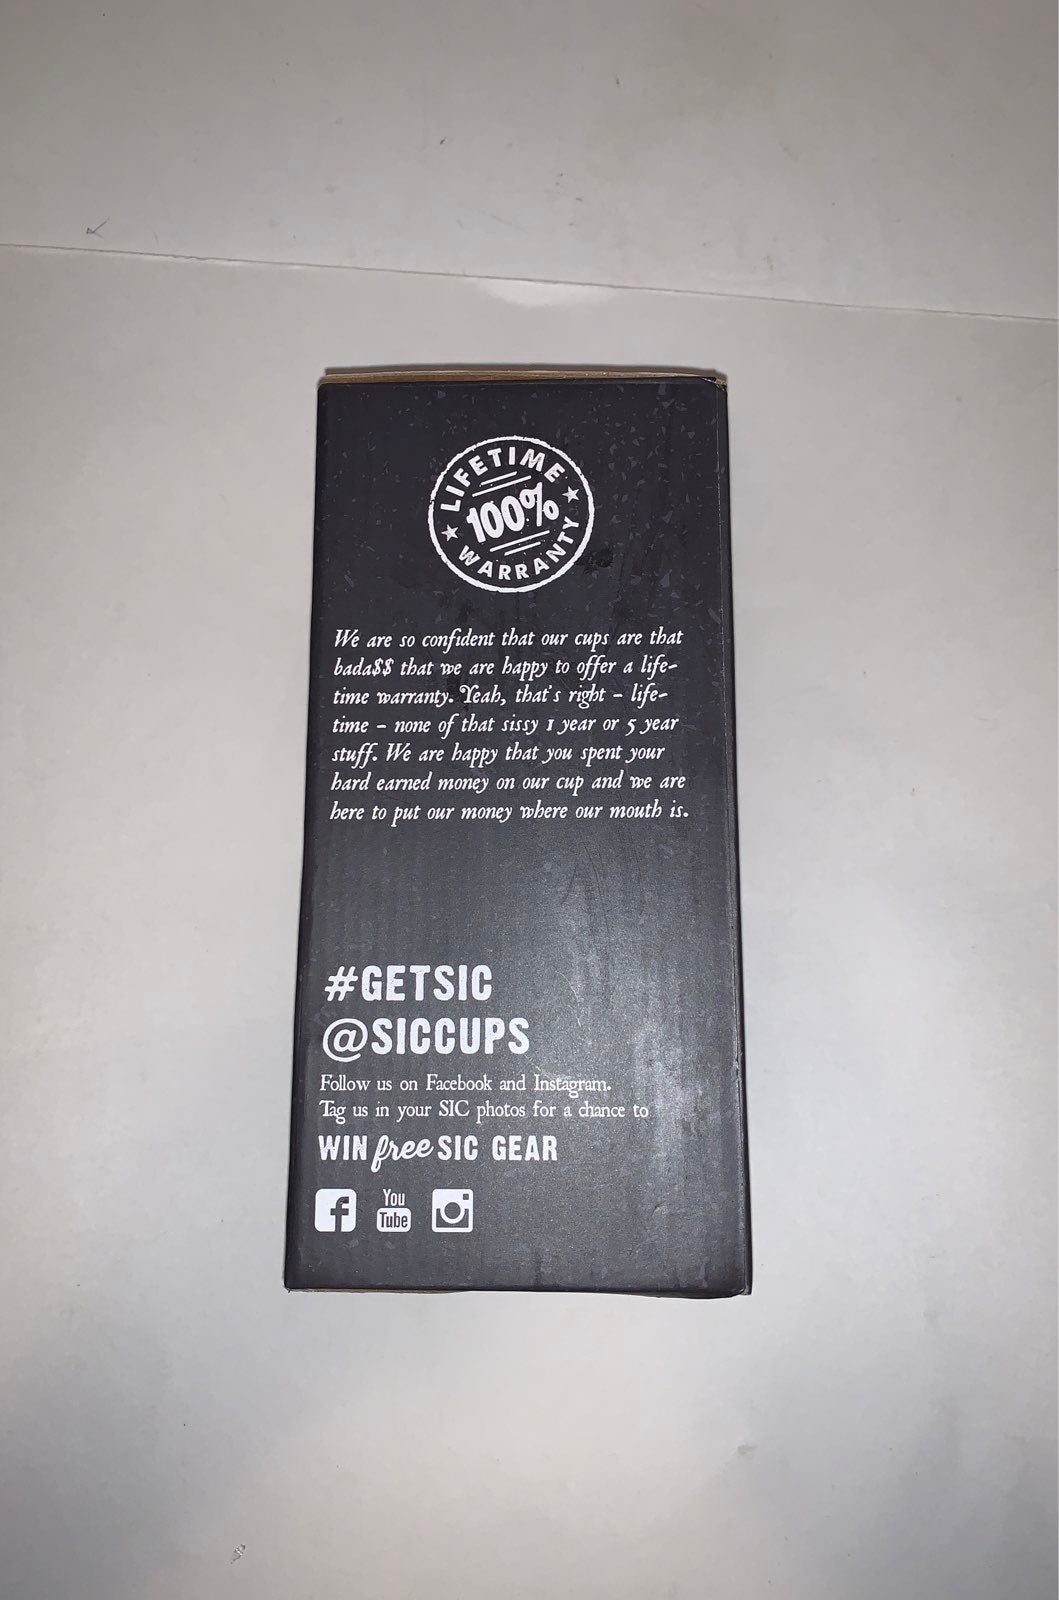 LIFETIME
100%
WARRANTY
We are so confident that our cups are that
bada$$ that we are happy to offer a life-
time warranty. Yeah, that's right - life-
time - none of that sissy 1 year or 5 year
stuff. We are happy that you spent your
hard earned money on our cup and we are
here to put our money where our mouth is.
#GETSIC
@SICCUPS
Follow us on Facebook and Instagram.
Tag us in your SIC photos for a chance to
WIN free SIC GEAR
f You Tube